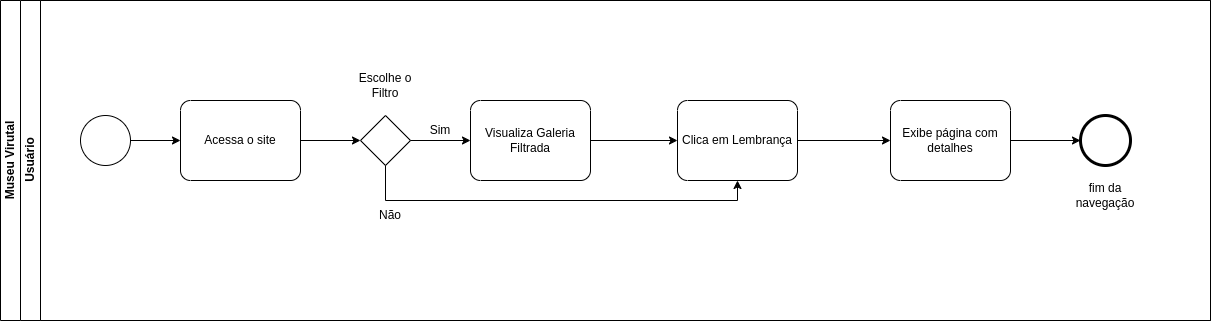 Museu Virutal
Usuário
Acessa o site
Escolhe o
Filtro
Sim
Não
Visualiza Galeria
Filtrada
Clica em Lembrança
Exibe página com
detalhes
fim da
navegação